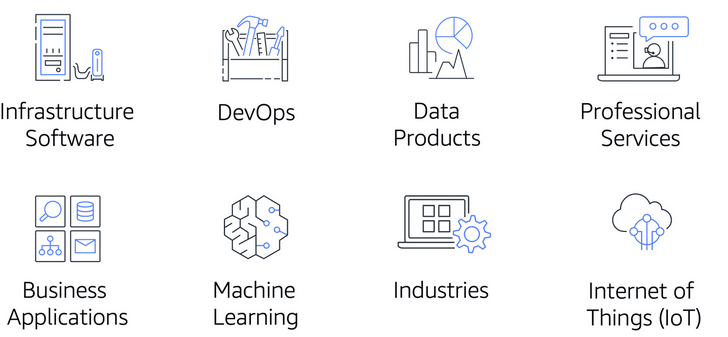 Infrastructure
Software
DevOps
Data
Products
Professional
Services
Business
Applications
Machine
Learning
Industries
Internet of
Things (IoT)